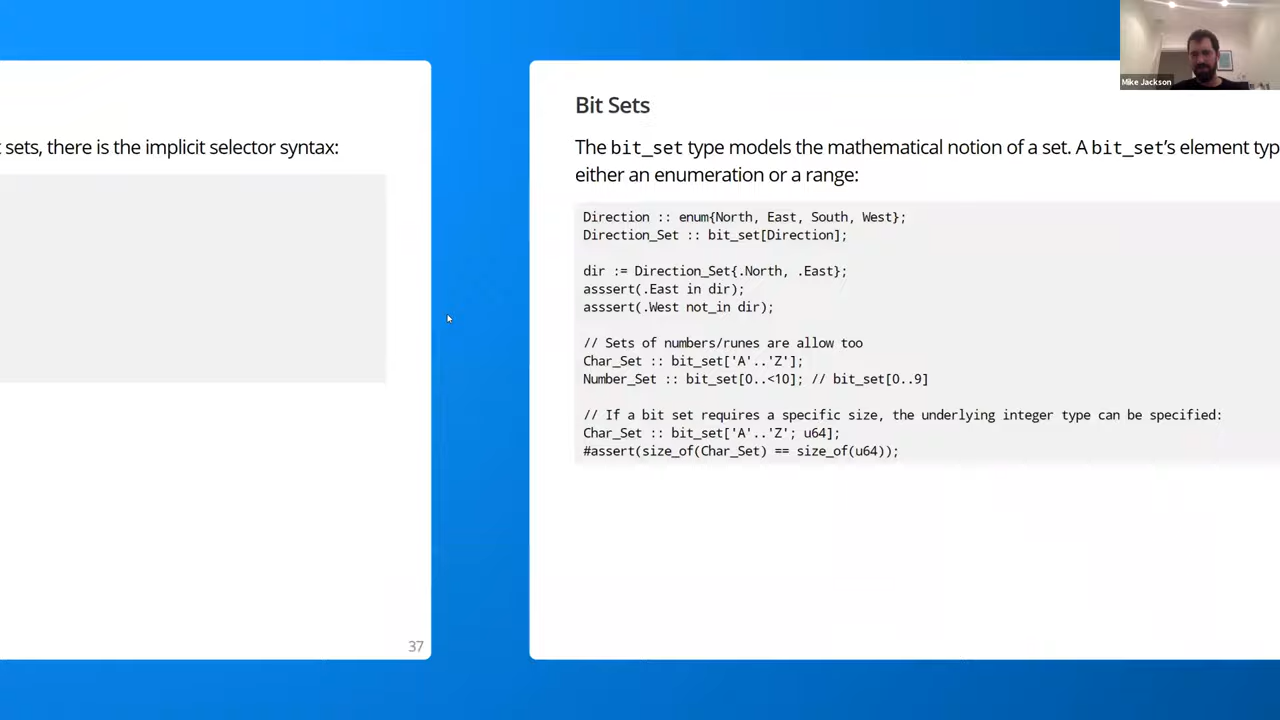 Mike Jackson
t sets, there is the implicit selector syntax:
37
Bit Sets
The bit_set type models the mathematical notion of a set. A bit_set’s element typ
either an enumeration or a range:
Direction :: enum{North, East, South, West};
Direction_Set :: bit_set[Direction];
dir := Direction_Set{.North, .East};
asssert(.East in dir);
asssert(.West not_in dir);
// Sets of numbers/runes are allow too
Char_Set :: bit_set['A'..'Z'];
Number_Set :: bit_set[0..<10]; // bit_set[0..9]
// If a bit set requires a specific size, the underlying integer type can be specified:
Char_Set :: bit_set['A'..'Z'; u64];
#assert(size_of(Char_Set) == size_of(u64));